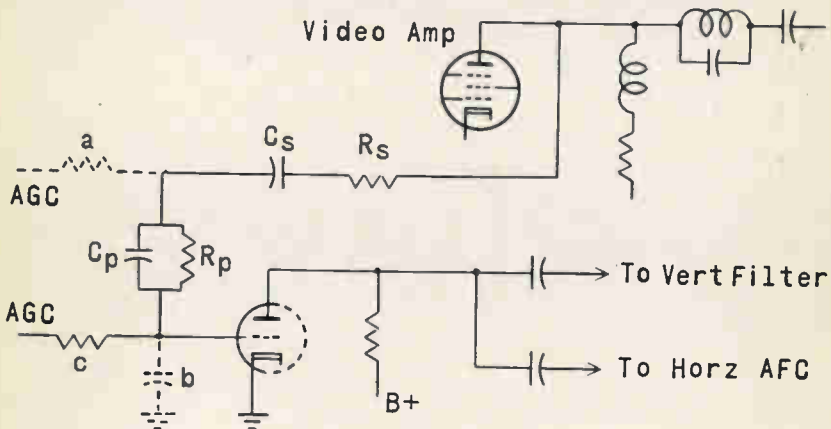 Video Amp
a
Cs
Rs
AGC
Cp
Rp
To Vert Filter
AGC
c
b
B+
To Horz AFC